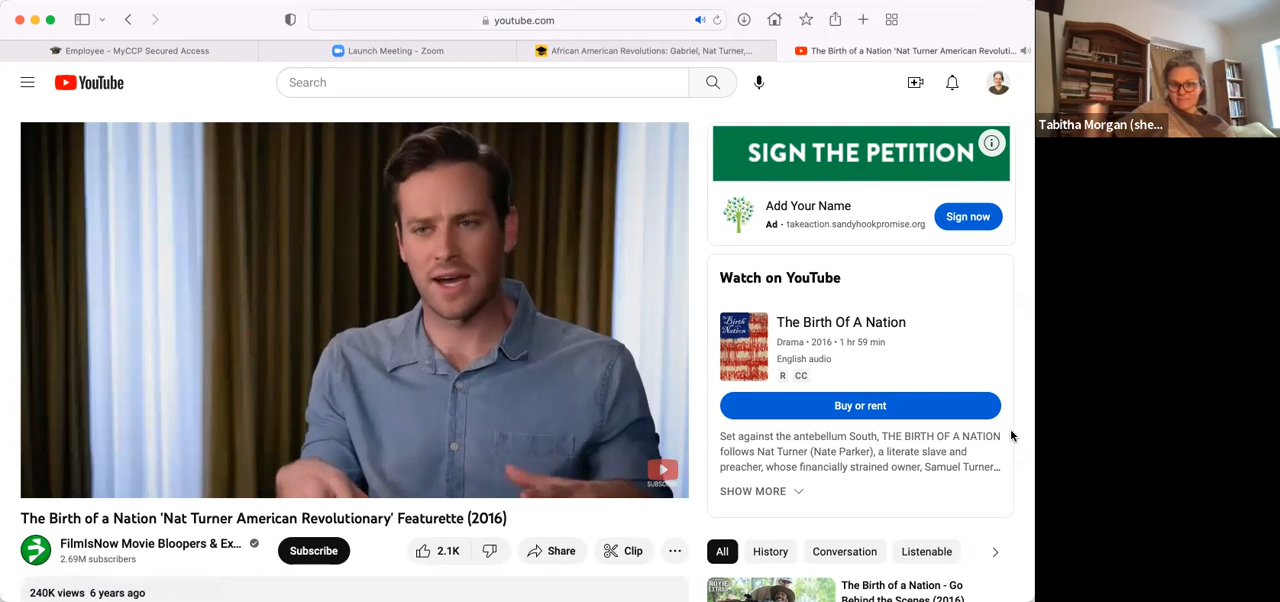 youtube.com
Employee - MyCCP Secured Access
Launch Meeting - Zoom
African American Revolutions: Gabriel, Nat Turner,...
The Birth of a Nation 'Nat Turner American Revoluti...
YouTube
Search
SIGN THE PETITION
Add Your Name
Ad · takeaction.sandyhookpromise.org
Sign now
Watch on YouTube
The Birth Of A Nation
Drama • 2016 • 1 hr 59 min
English audio
R CC
Buy or rent
Set against the antebellum South, THE BIRTH OF A NATION
follows Nat Turner (Nate Parker), a literate slave and
preacher, whose financially strained owner, Samuel Turner...
SHOW MORE
SUBSCRIBE
The Birth of a Nation 'Nat Turner American Revolutionary' Featurette (2016)
FilmIsNow Movie Bloopers & Ex...
2.69M subscribers
Subscribe
2.1K
Share
Clip
All
History
Conversation
Listenable
240K views 6 years ago
The Birth of a Nation - Go
Behind the Scenes (2016)
Tabitha Morgan (she...